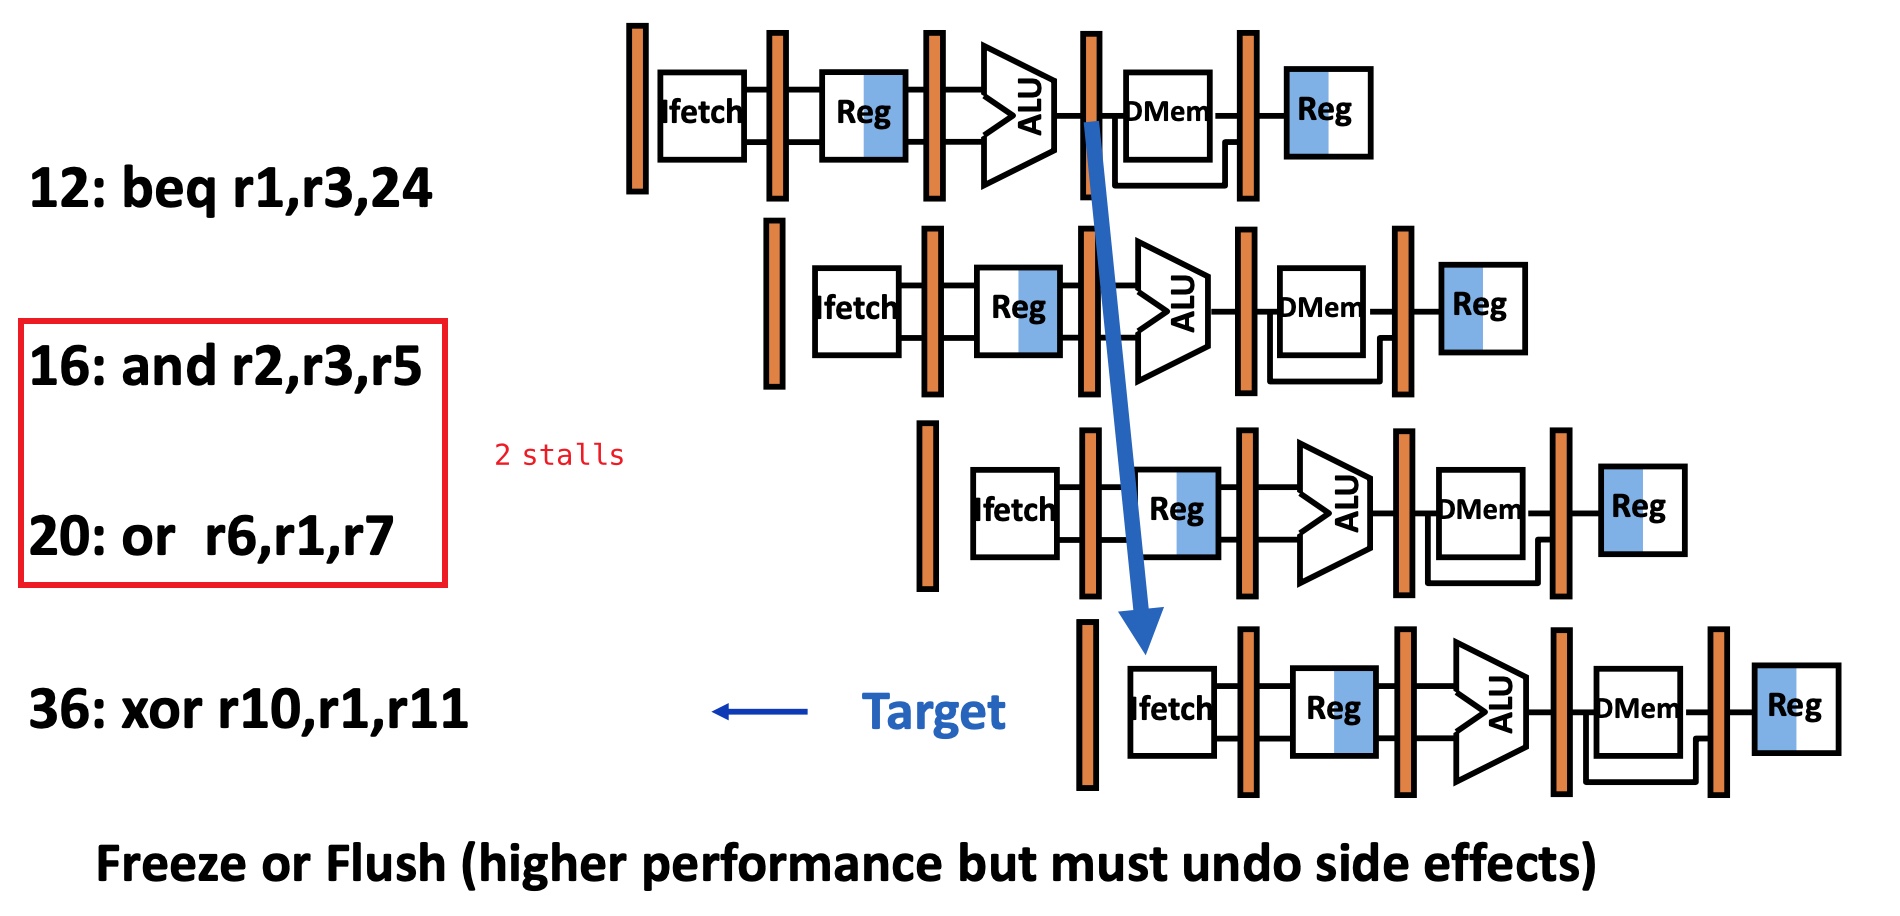 Ifetch Reg ALU DMem Reg
12: beq r1,r3,24
Ifetch Reg ALU DMem Reg
16: and r2,r3,r5
2 stalls
Ifetch Reg ALU DMem Reg
20: or r6,r1,r7
36: xor r10,r1,r11
Target
Ifetch Reg ALU DMem Reg
Freeze or Flush (higher performance but must undo side effects)